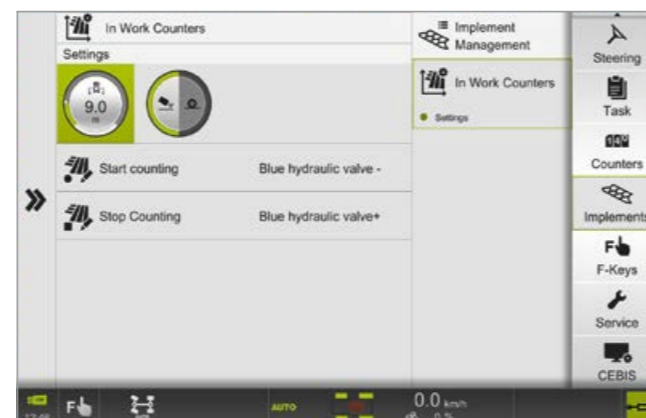 In Work Counters
Settings
9.0
m
Start counting
Blue hydraulic valve -
Stop Counting
Blue hydraulic valve+
Implement
Management
In Work Counters
Settings
Steering
Task
Counters
Implements
F-Keys
Service
CEBIS
F
AUTO
0.0 km/h
0 %